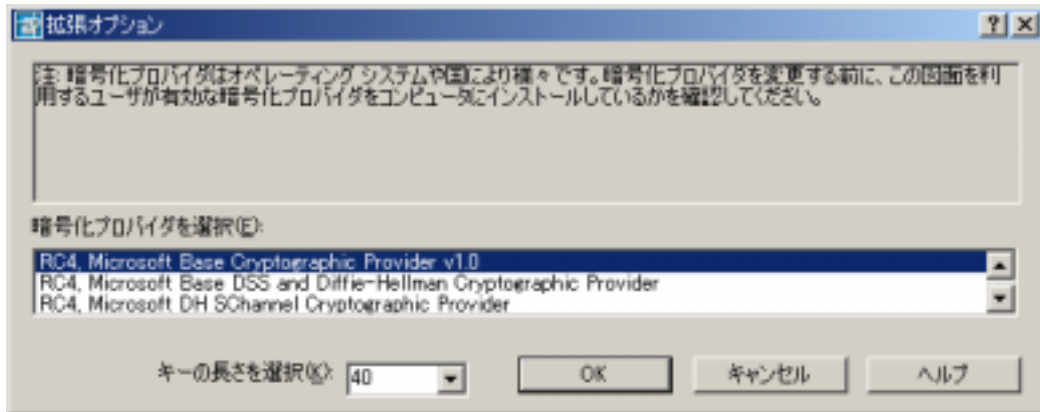 拡張オプション
注: 暗号化プロバイダはオペレーティング システムや国により様々です。暗号化プロバイダを変更する前に、この図面を利
用するユーザが有効な暗号化プロバイダをコンピュータにインストールしているかを確認してください。
暗号化プロバイダを選択(E):
RC4, Microsoft Base Cryptographic Provider v1.0
RC4, Microsoft Base DSS and Diffie-Hellman Cryptographic Provider
RC4, Microsoft DH SChannel Cryptographic Provider
キーの長さを選択(K): 40 OK キャンセル ヘルプ